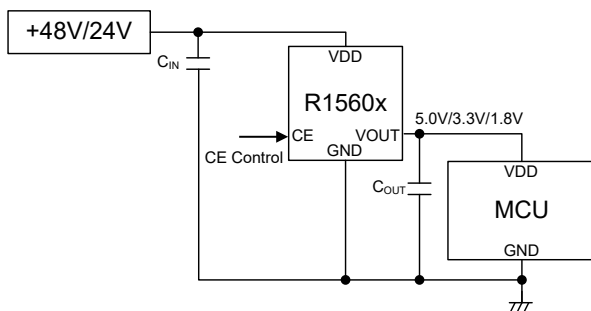 +48V/24V
CIN
VDD
R1560x
CE
VOUT
GND
CE Control
5.0V/3.3V/1.8V
COUT
VDD
MCU
GND